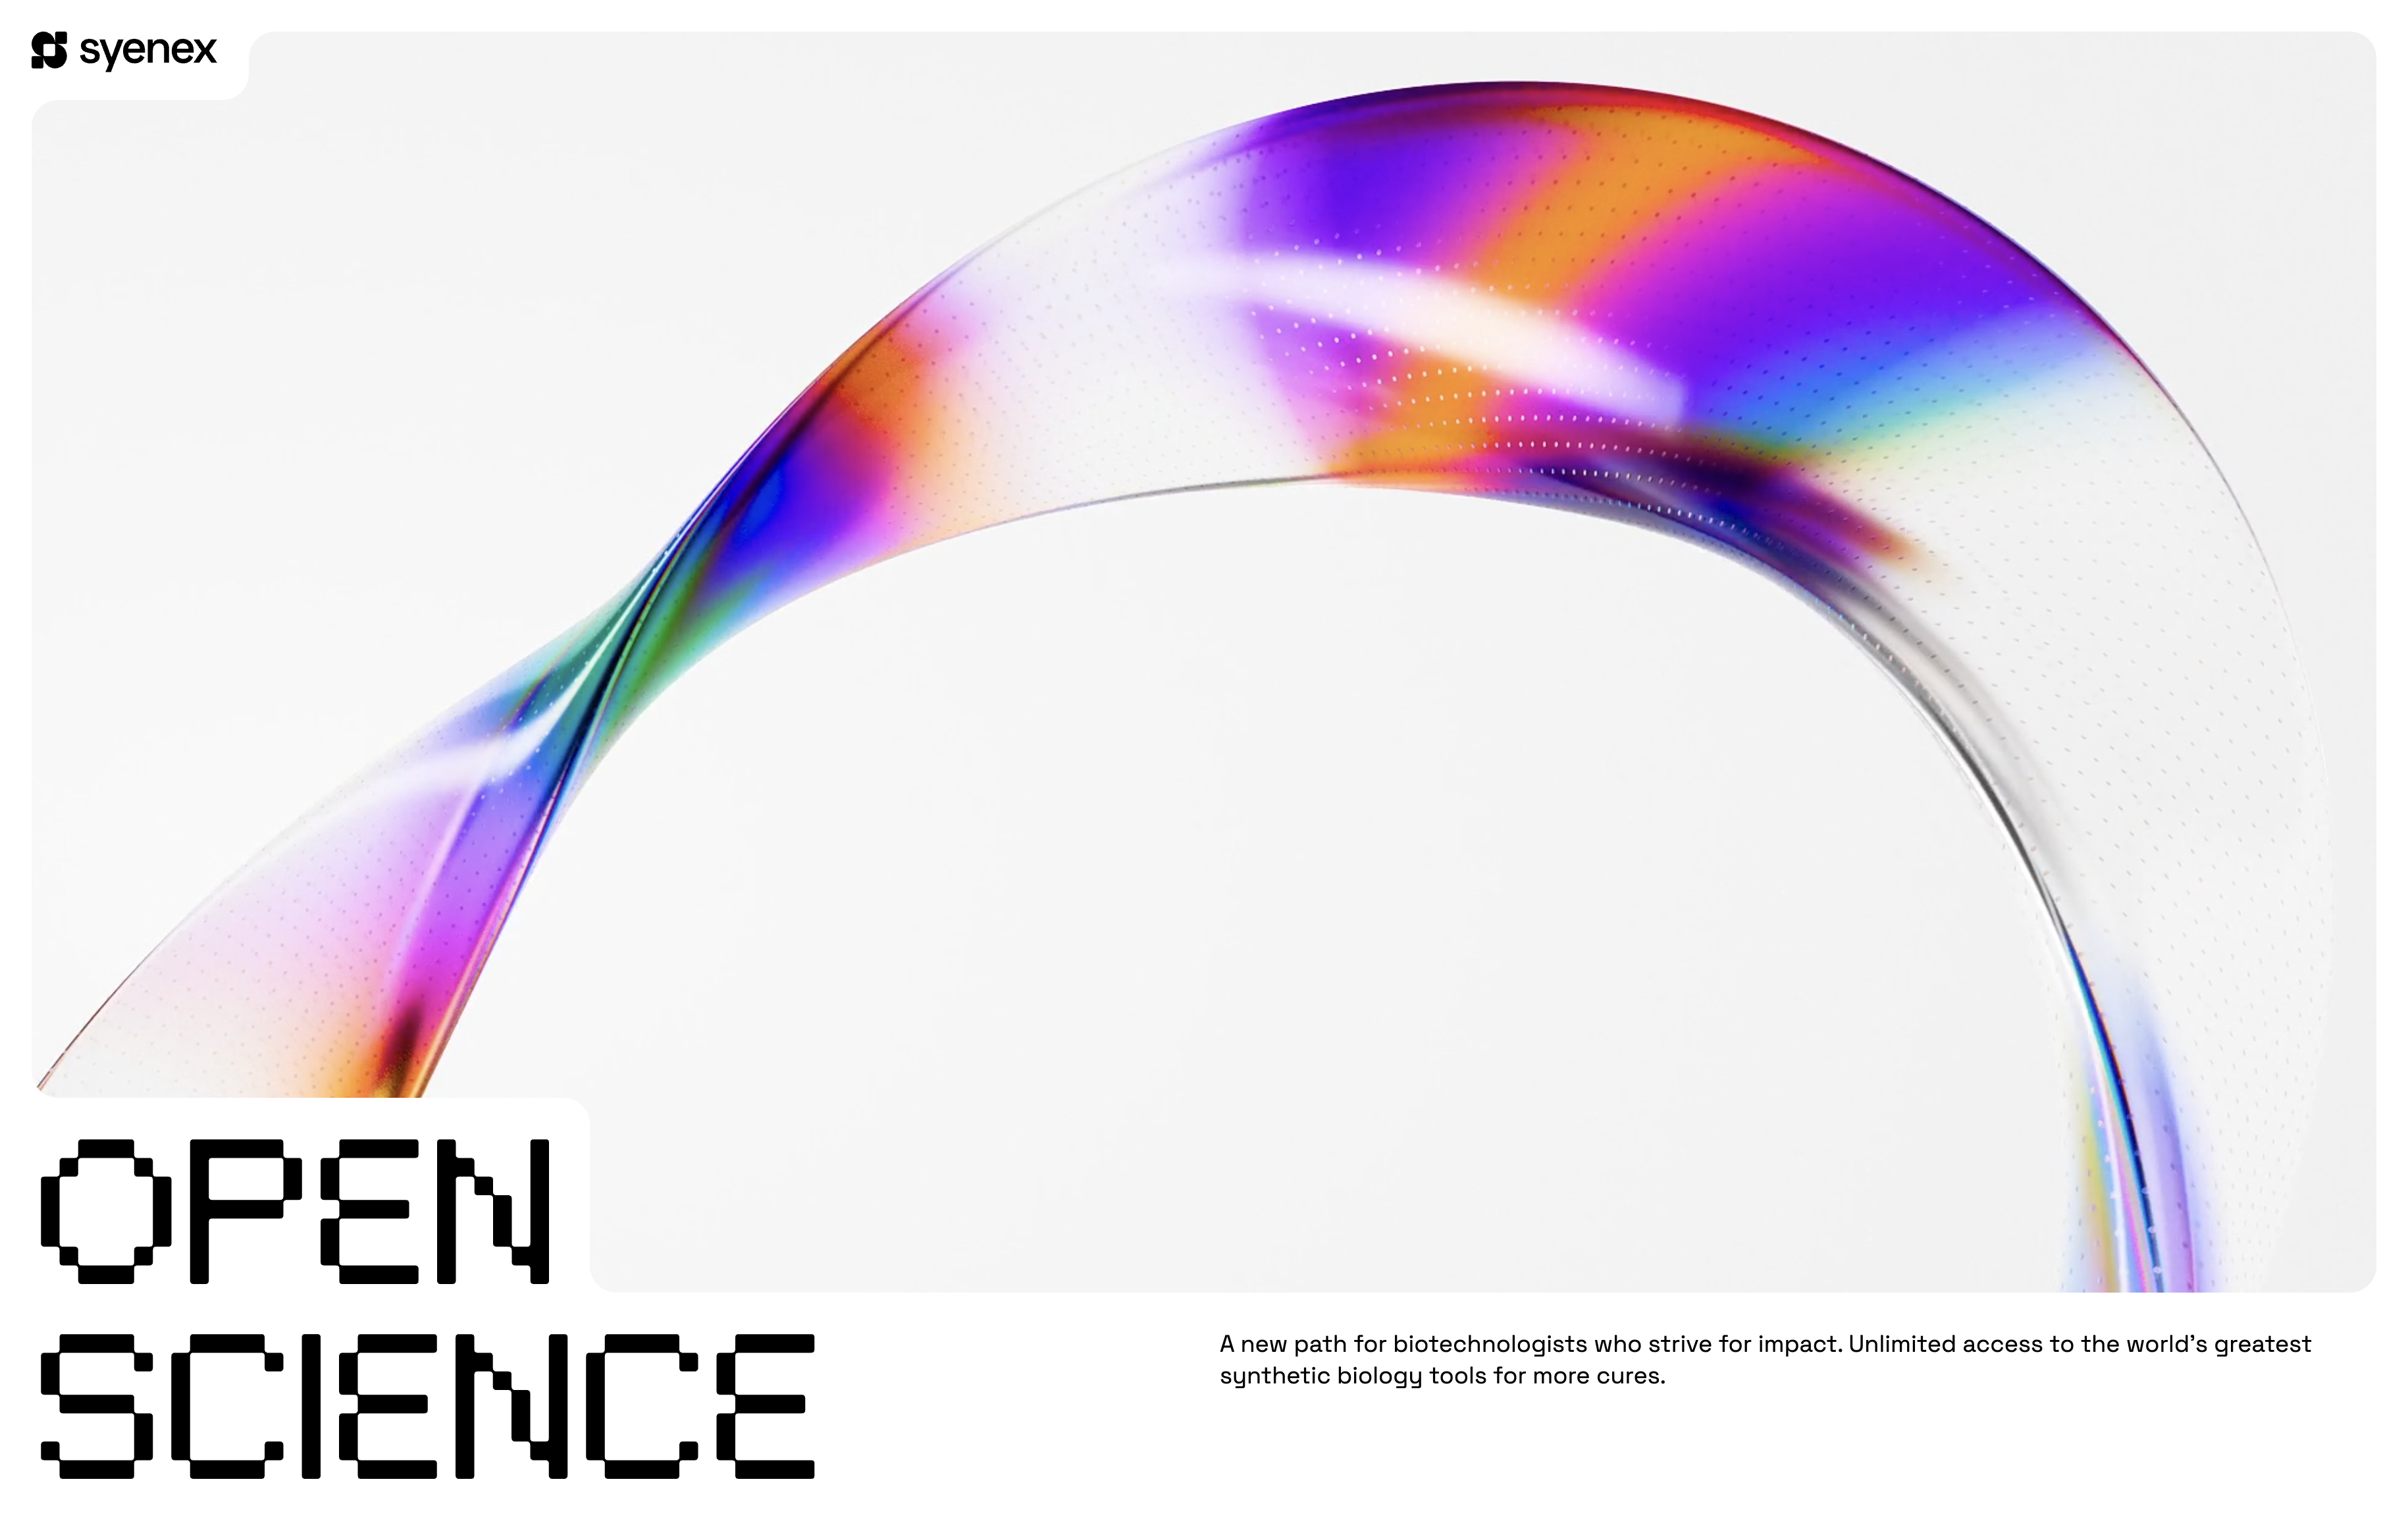 syenex
OPEN
SCIENCE
A new path for biotechnologists who strive for impact. Unlimited access to the world’s greatest
synthetic biology tools for more cures.